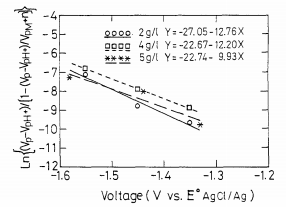 Ln{(Vp-VpH+)/[1-(Vp-VpH+)/VpM+n]}
-4
-5
-6
-7
-8
-9
-10
-11
-12
oooo 2g/l Y=-27.05-12.76X
□□□□ 4g/l Y=-22.67-12.20X
**** 5g/l Y=-22.74- 9.93X
-1.6 -1.5 -1.4 -1.3
Voltage (V vs. E° AgCl/Ag)